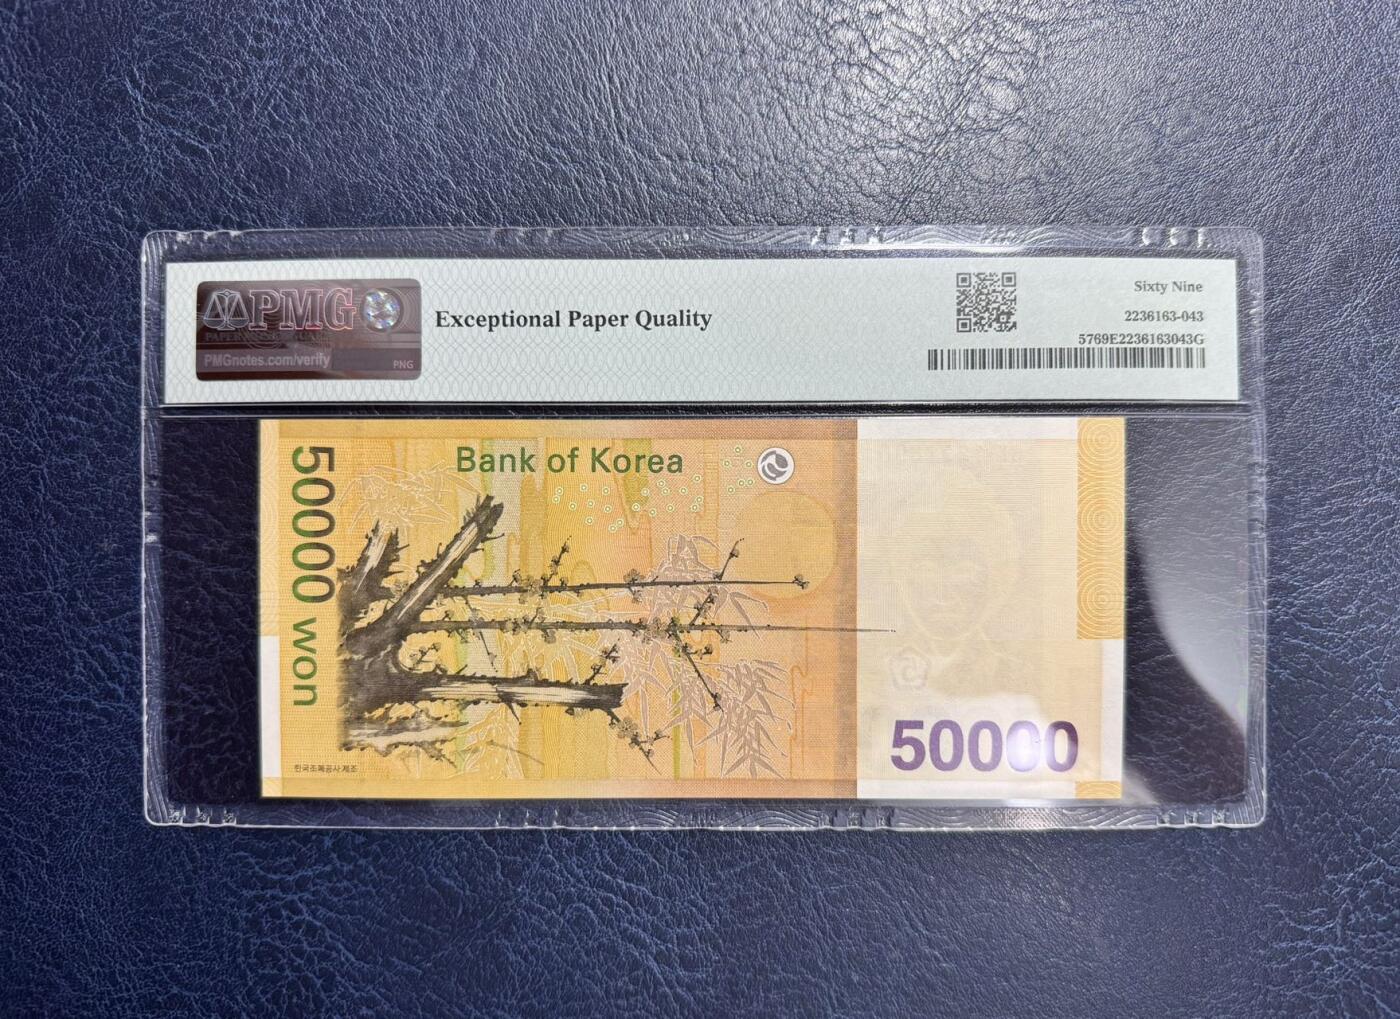 PMG
PMGnotes.com/verify
PNG
Exceptional Paper Quality
Sixty Nine
2236163-043
5769E2236163043G
Bank of Korea
50000 won
한국조폐공사 제조
50000